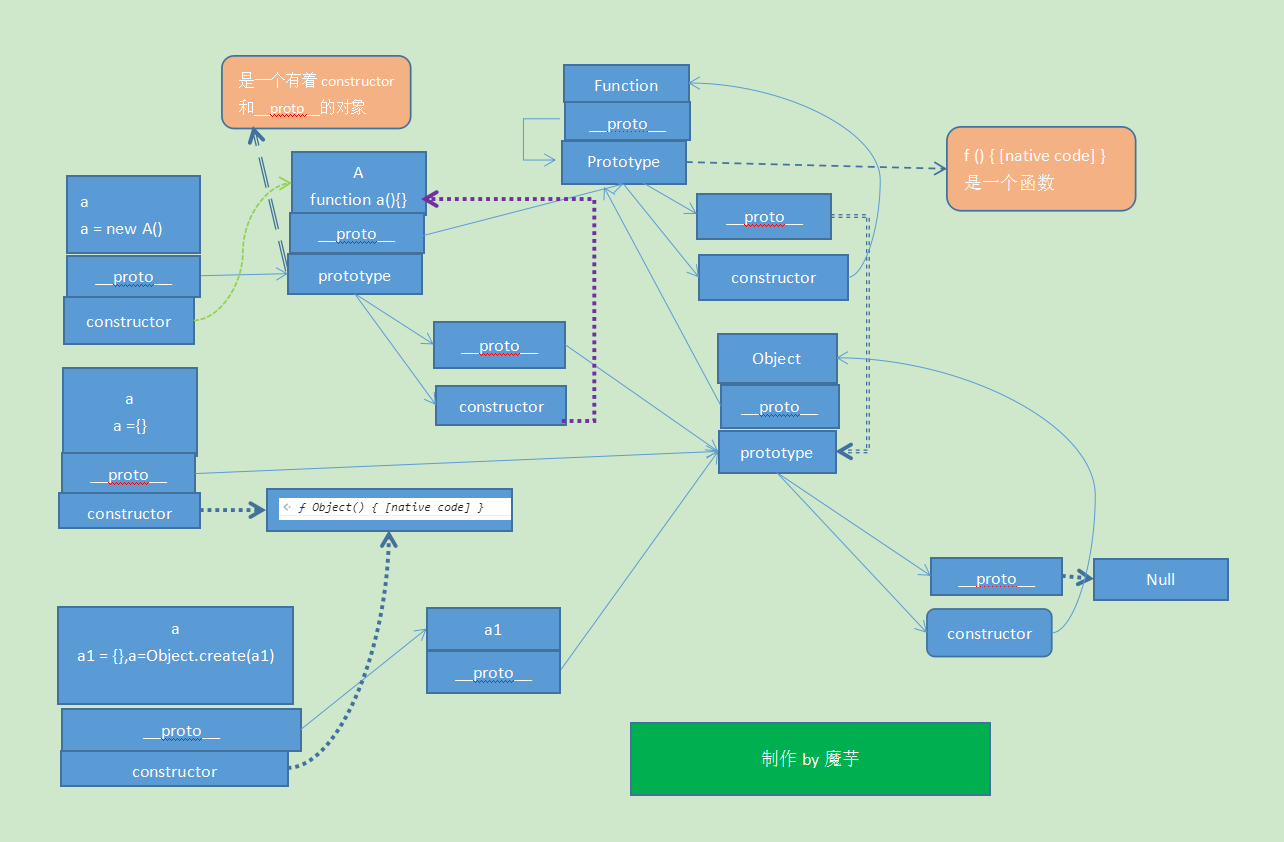 是一个有着 constructor
和__protp__的对象
Function
__proto__
Prototype
f () { [native code] }
是一个函数
A
function a(){}
__proto__
prototype
a
a = new A()
__proto__
constructor
__proto__
constructor
__proto__
constructor
Object
__proto__
prototype
a
a ={}
__proto__
constructor
ƒ Object() { [native code] }
__proto__
Null
constructor
a
a1 = {},a=Object.create(a1)
__proto__
constructor
a1
__proto__
制作 by 魔芋